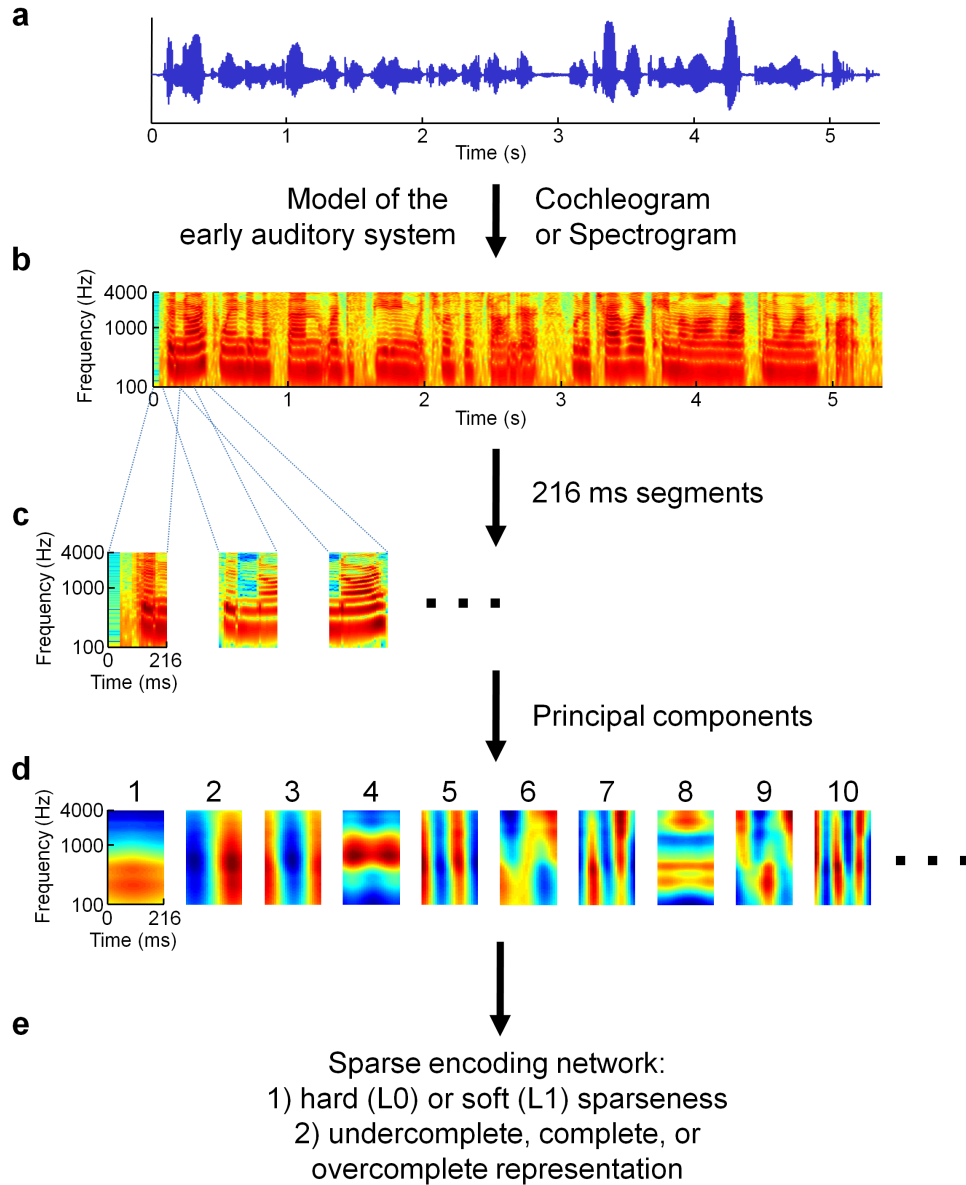 a
0 1 2 3 4 5
Time (s)
Model of the
early auditory system
Cochleogram
or Spectrogram
b
Frequency (Hz)
4000
1000
100
0 1 2 3 4 5
Time (s)
216 ms segments
c
Frequency (Hz)
4000
1000
100
0 216
Time (ms)
Principal components
d
1 2 3 4 5 6 7 8 9 10
Frequency (Hz)
4000
1000
100
0 216
Time (ms)
e
Sparse encoding network:
1) hard (L0) or soft (L1) sparseness
2) undercomplete, complete, or
overcomplete representation